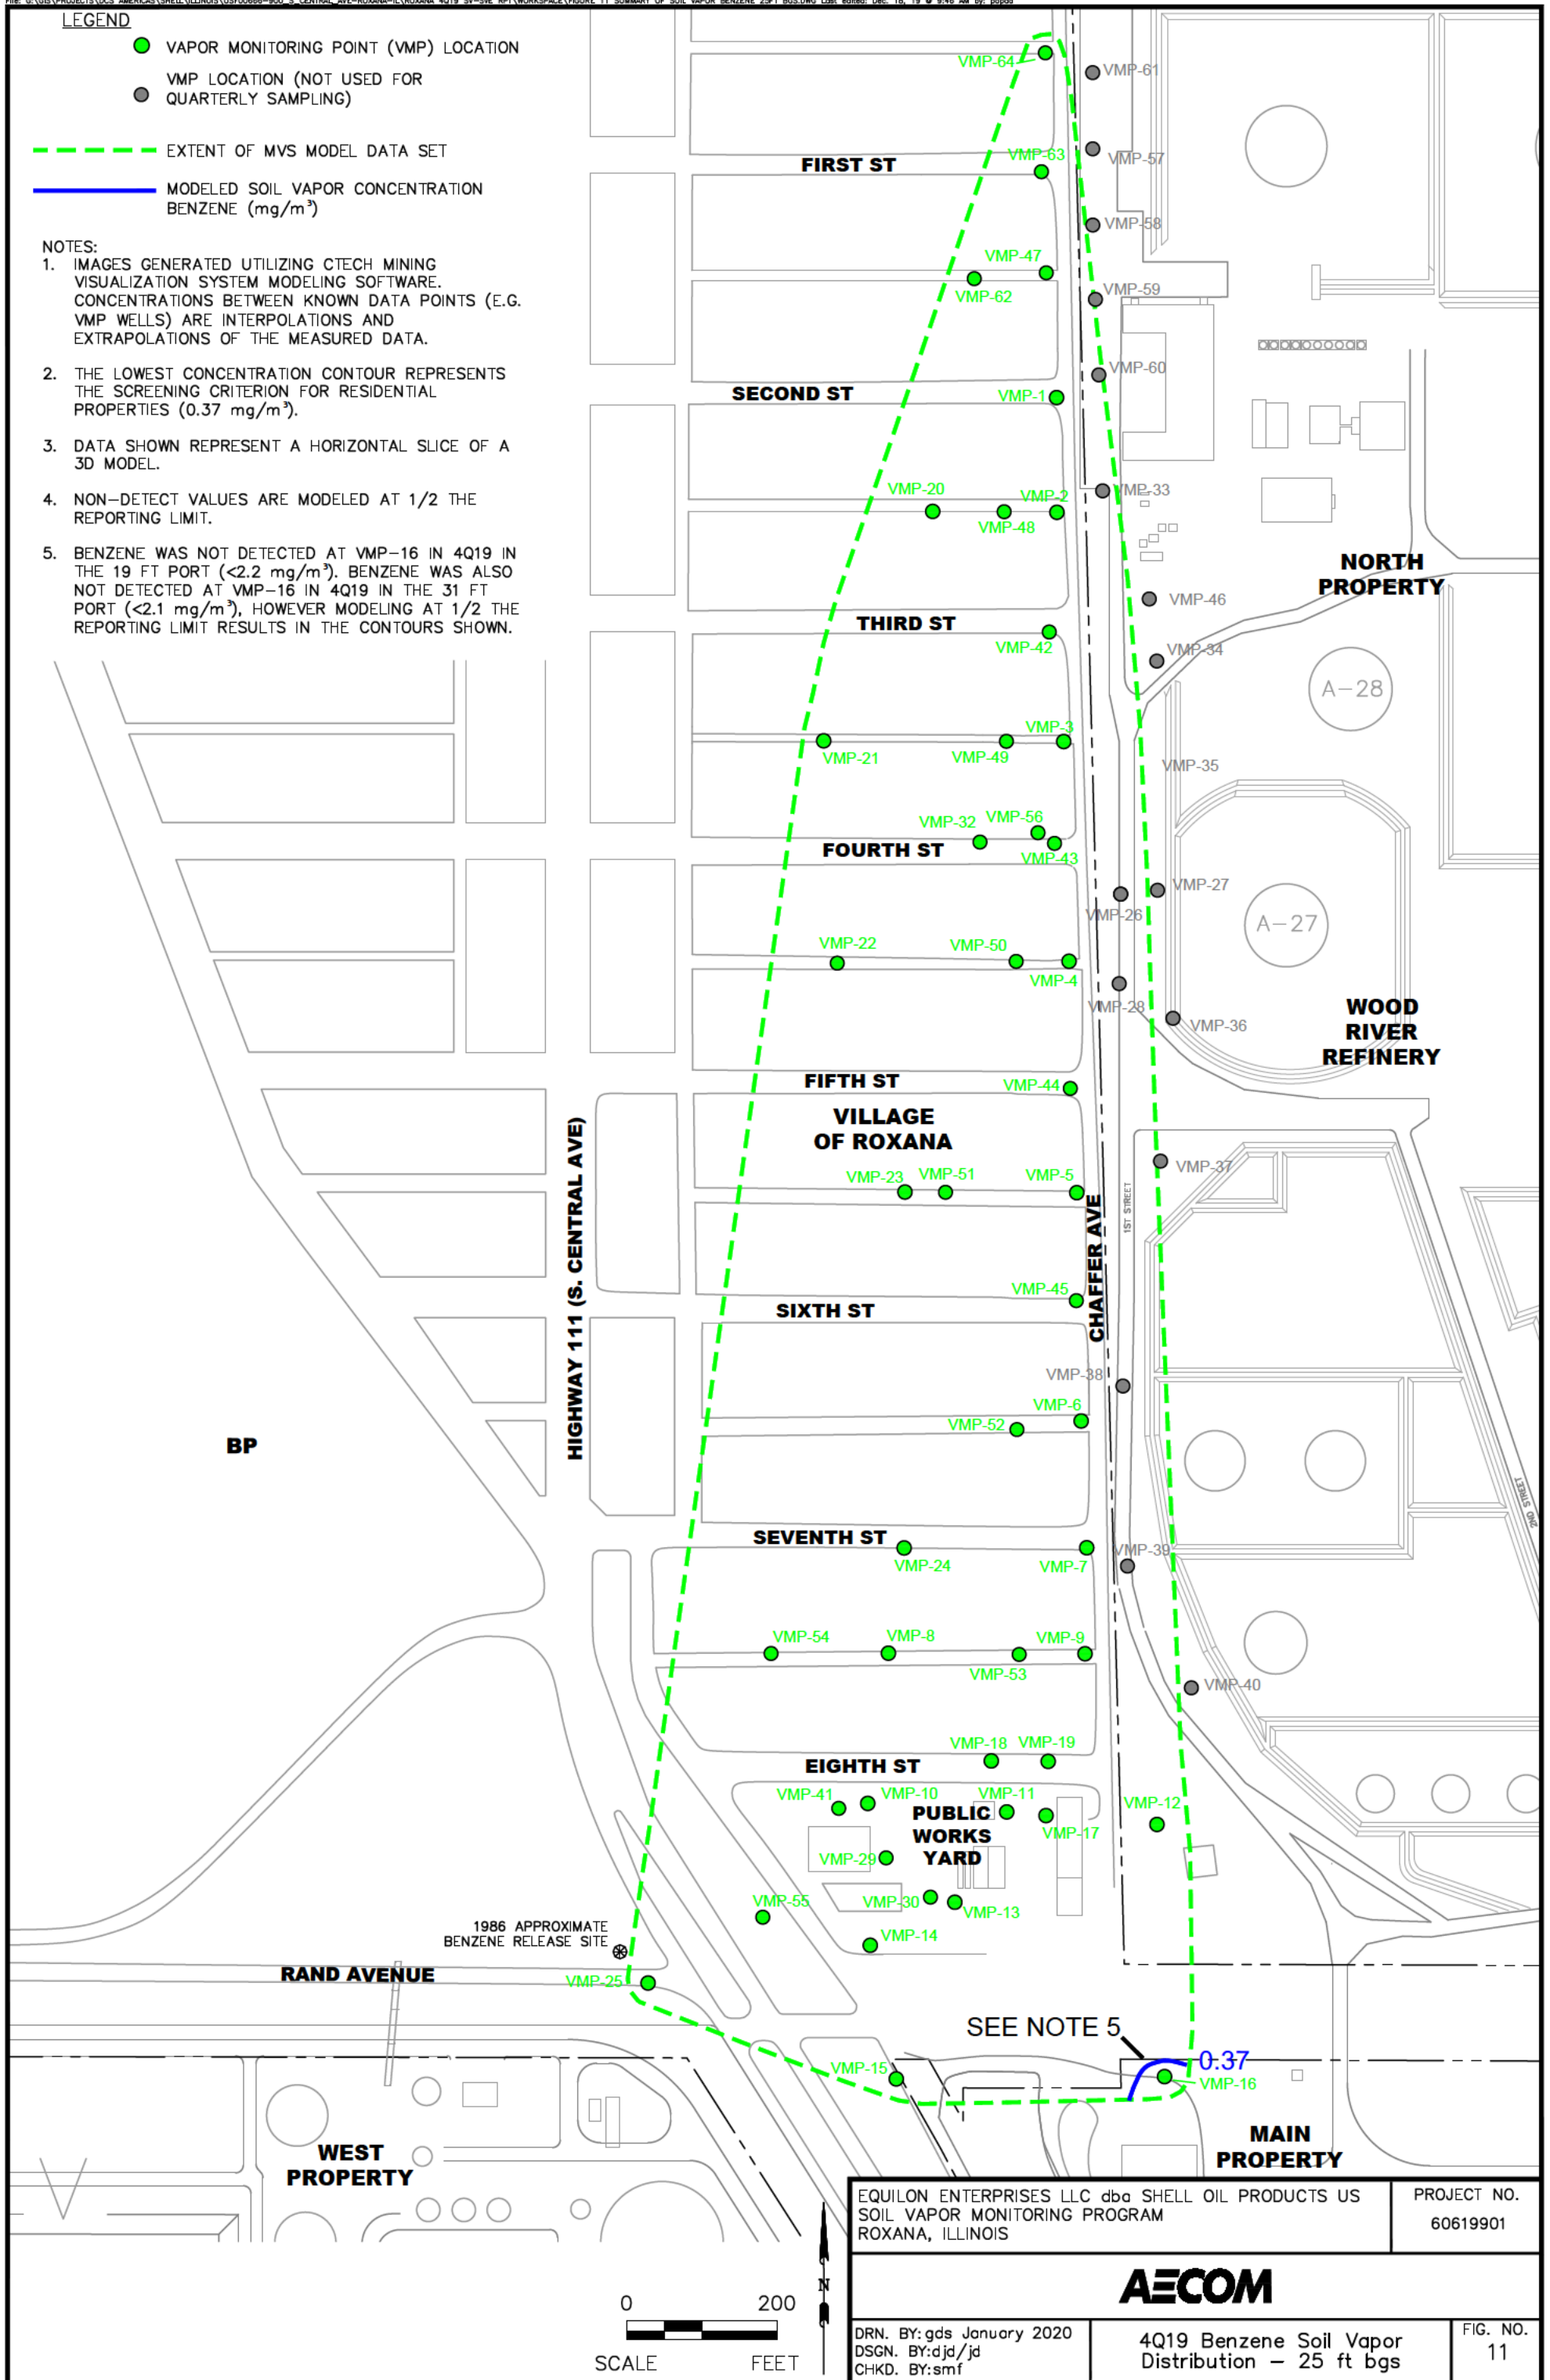 File: G:\GIS\PROJECTS\DCS AMERICAS\SHELL\ILLINOIS\
LEGEND
VAPOR MONITORING POINT (VMP) LOCATION
VMP LOCATION (NOT USED FOR
QUARTERLY SAMPLING)
EXTENT OF MVS MODEL DATA SET
MODELED SOIL VAPOR CONCENTRATION
BENZENE (mg/m³)
NOTES:
1. IMAGES GENERATED UTILIZING CTECH MINING
VISUALIZATION SYSTEM MODELING SOFTWARE.
CONCENTRATIONS BETWEEN KNOWN DATA POINTS (E.G.
VMP WELLS) ARE INTERPOLATIONS AND
EXTRAPOLATIONS OF THE MEASURED DATA.
2. THE LOWEST CONCENTRATION CONTOUR REPRESENTS
THE SCREENING CRITERION FOR RESIDENTIAL
PROPERTIES (0.37 mg/m³).
3. DATA SHOWN REPRESENT A HORIZONTAL SLICE OF A
3D MODEL.
4. NON-DETECT VALUES ARE MODELED AT 1/2 THE
REPORTING LIMIT.
5. BENZENE WAS NOT DETECTED AT VMP-16 IN 4Q19 IN
THE 19 FT PORT (<2.2 mg/m³). BENZENE WAS ALSO
NOT DETECTED AT VMP-16 IN 4Q19 IN THE 31 FT
PORT (<2.1 mg/m³), HOWEVER MODELING AT 1/2 THE
REPORTING LIMIT RESULTS IN THE CONTOURS SHOWN.
VMP-64
VMP-61
VMP-57
VMP-63
FIRST ST
VMP-58
VMP-47
VMP-62
VMP-59
VMP-60
SECOND ST
VMP-1
VMP-20
VMP-48
VMP-2
VMP-33
NORTH
PROPERTY
VMP-46
THIRD ST
VMP-42
VMP-34
A-28
VMP-21
VMP-49
VMP-3
VMP-35
VMP-32
VMP-56
FOURTH ST
VMP-43
VMP-27
VMP-26
A-27
VMP-22
VMP-50
VMP-4
VMP-28
VMP-36
WOOD
RIVER
REFINERY
FIFTH ST
VMP-44
VILLAGE
OF ROXANA
VMP-23
VMP-51
VMP-5
VMP-37
1ST STREET
CHAFFER AVE
HIGHWAY 111 (S. CENTRAL AVE)
VMP-45
SIXTH ST
VMP-38
VMP-6
VMP-52
BP
2ND STREET
SEVENTH ST
VMP-24
VMP-7
VMP-39
VMP-54
VMP-8
VMP-53
VMP-9
VMP-40
VMP-18
VMP-19
EIGHTH ST
VMP-41
VMP-10
VMP-11
VMP-12
PUBLIC
WORKS
YARD
VMP-17
VMP-29
VMP-55
VMP-30
VMP-13
VMP-14
1986 APPROXIMATE
BENZENE RELEASE SITE
RAND AVENUE
VMP-25
SEE NOTE 5
0.37
VMP-15
VMP-16
WEST
PROPERTY
MAIN
PROPERTY
EQUILON ENTERPRISES LLC dba SHELL OIL PRODUCTS US
SOIL VAPOR MONITORING PROGRAM
ROXANA, ILLINOIS
PROJECT NO.
60619901
AECOM
N
0 200
SCALE FEET
DRN. BY:gds January 2020
DSGN. BY:djd/jd
CHKD. BY:smf
4Q19 Benzene Soil Vapor
Distribution – 25 ft bgs
FIG. NO.
11